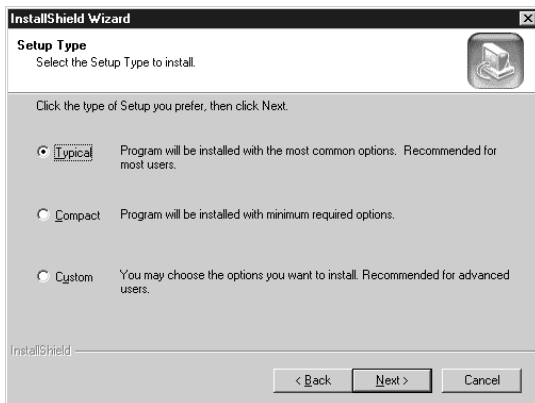 InstallShield Wizard
Setup Type
Select the Setup Type to install.
Click the type of Setup you prefer, then click Next.
Typical
Program will be installed with the most common options. Recommended for
most users.
Compact
Program will be installed with minimum required options.
Custom
You may choose the options you want to install. Recommended for advanced
users.
InstallShield
< Back
Next >
Cancel